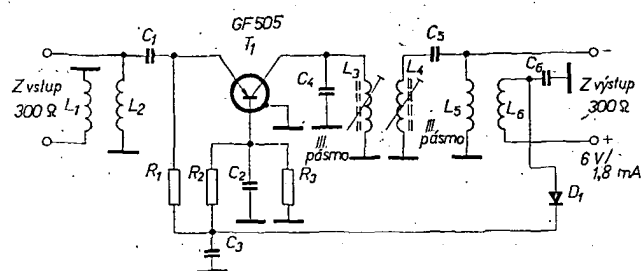 GF505
T1
C1
C5
C6
-
Z vstup
300 Ω
L1
L2
C4
L3
L4
L5
L6
Z výstup
300 Ω
III.
pásmo
III.
pásmo
+
6 V/
1,8 mA
R1
R2
C2
R3
D1
C3